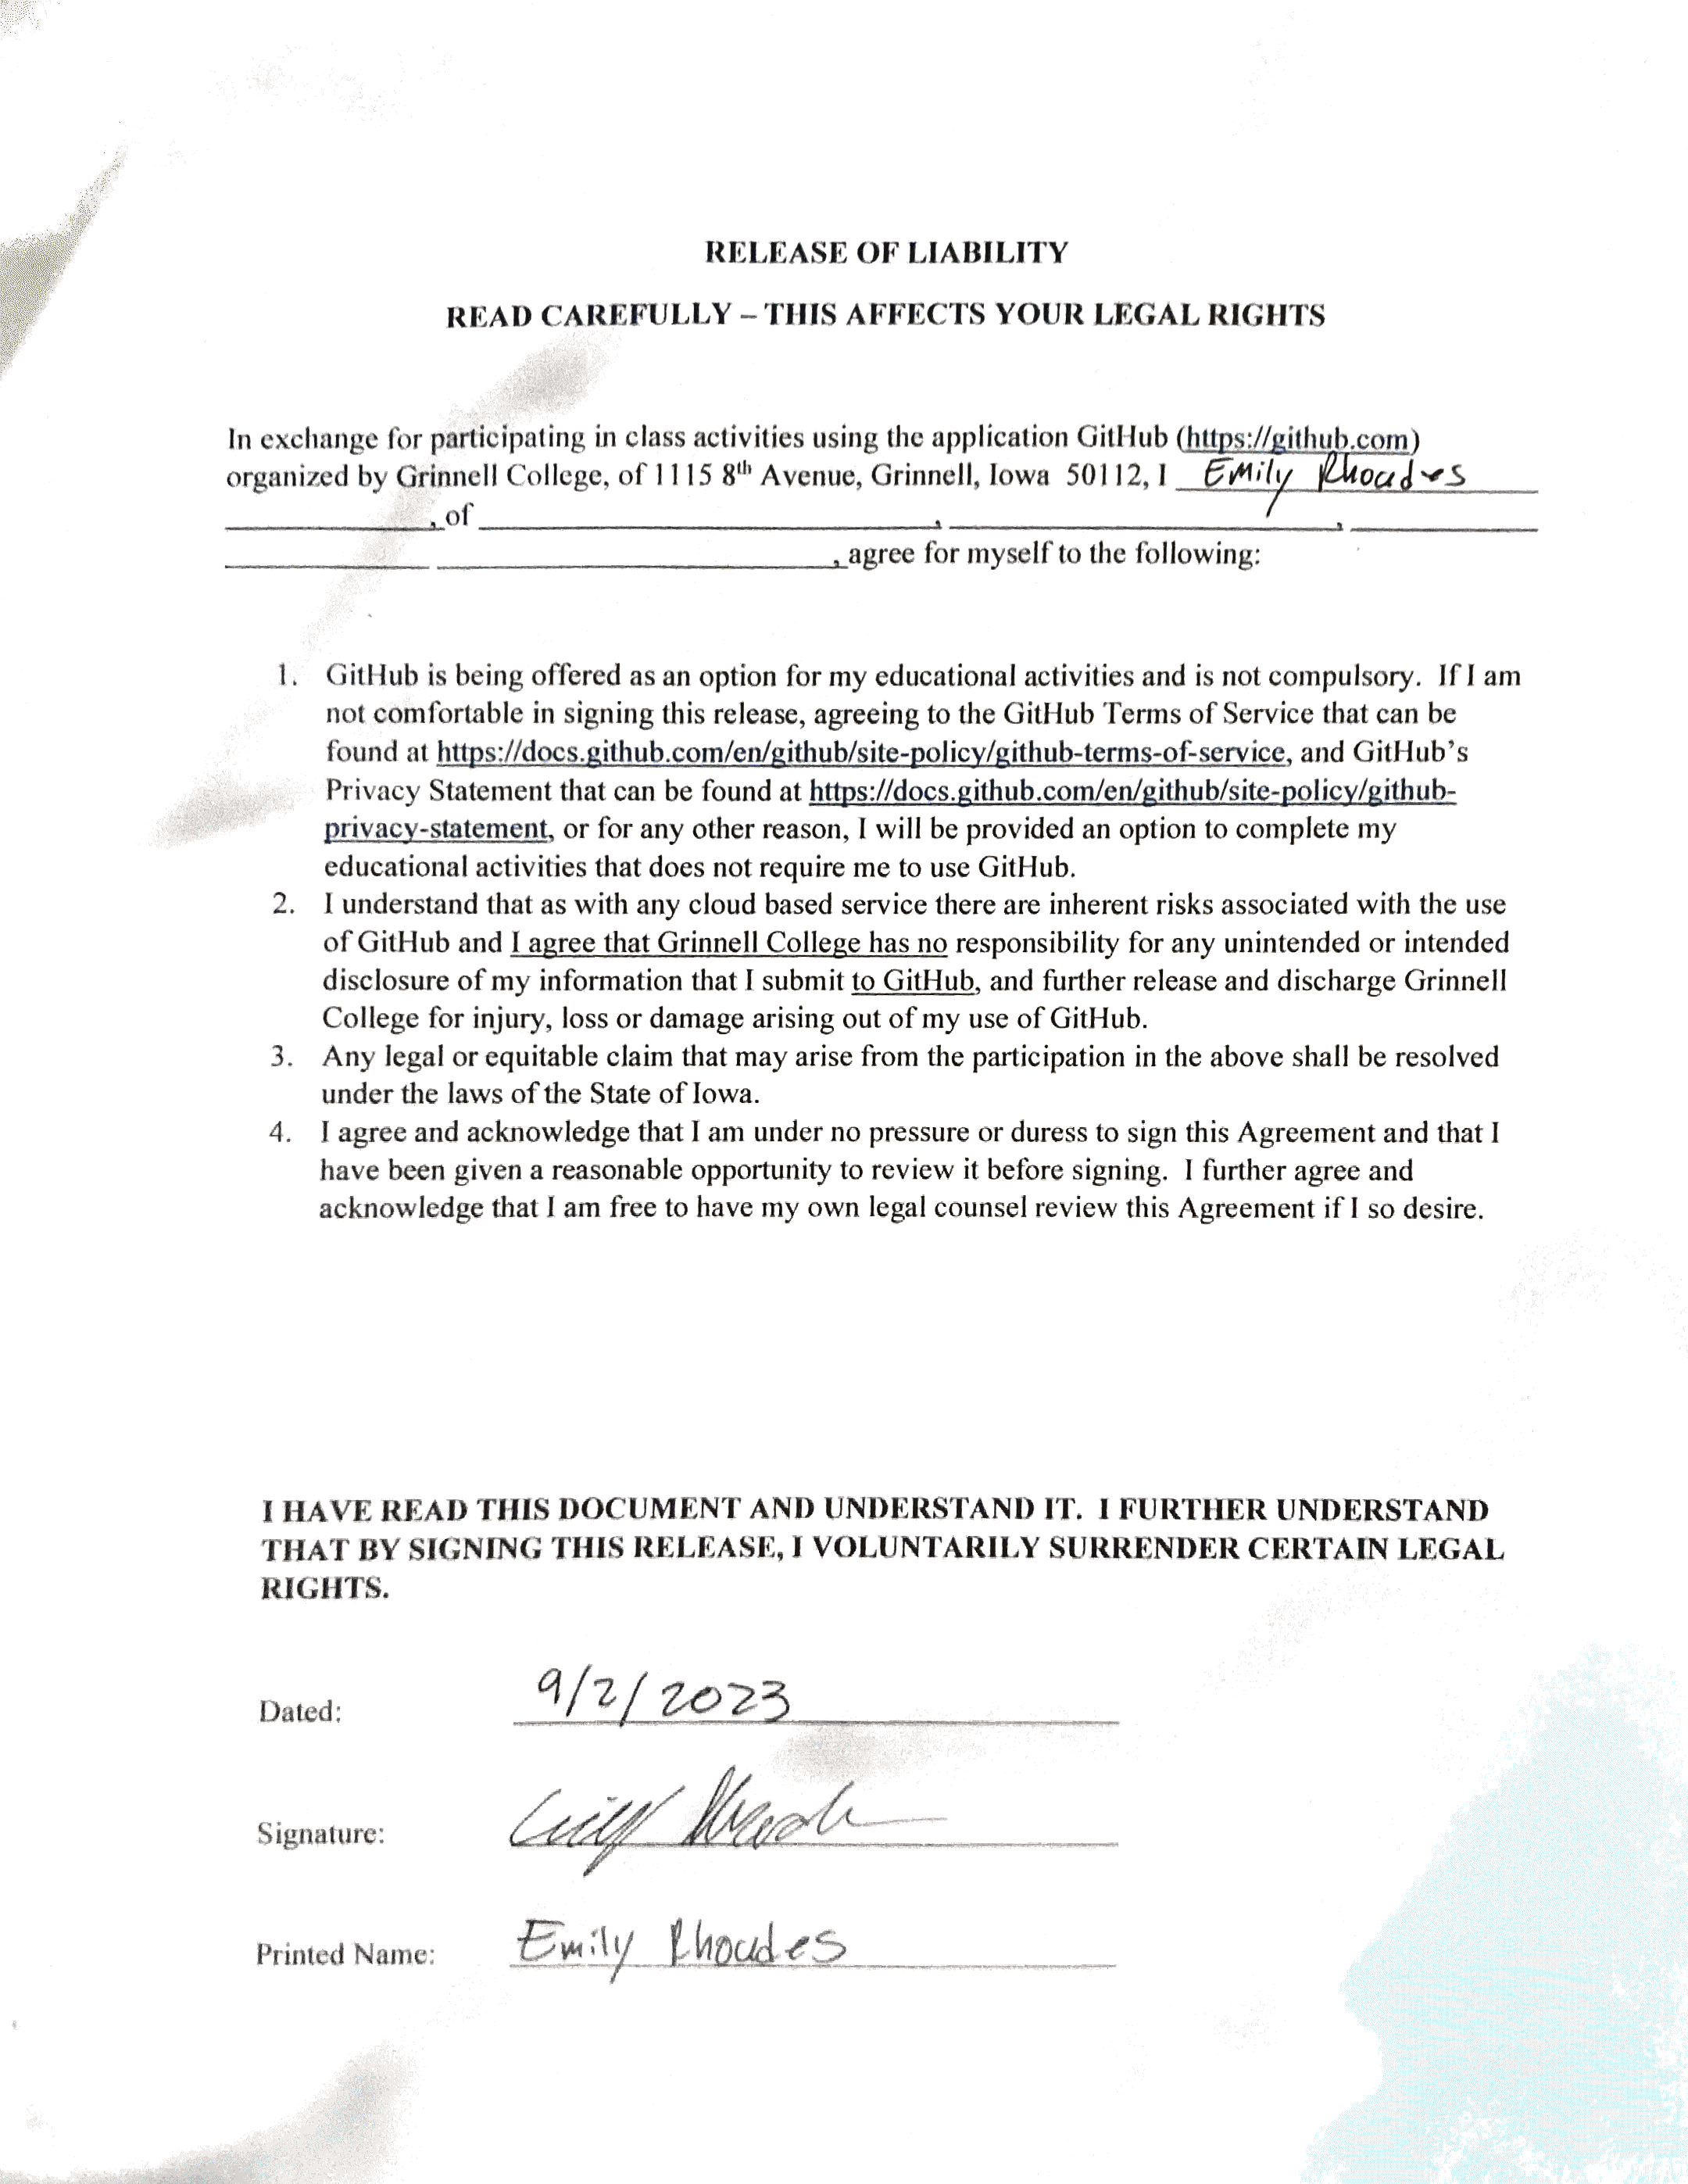 RELEASE OF LIABILITY
READ CAREFULLY – THIS AFFECTS YOUR LEGAL RIGHTS
In exchange for participating in class activities using the application GitHub (https://github.com)
organized by Grinnell College, of 1115 8th Avenue, Grinnell, Iowa 50112, I Emily Rhoades
, of , ,
, agree for myself to the following:
1. GitHub is being offered as an option for my educational activities and is not compulsory. If I am
not comfortable in signing this release, agreeing to the GitHub Terms of Service that can be
found at https://docs.github.com/en/github/site-policy/github-terms-of-service, and GitHub's
Privacy Statement that can be found at https://docs.github.com/en/github/site-policy/github-
privacy-statement, or for any other reason, I will be provided an option to complete my
educational activities that does not require me to use GitHub.
2. I understand that as with any cloud based service there are inherent risks associated with the use
of GitHub and I agree that Grinnell College has no responsibility for any unintended or intended
disclosure of my information that I submit to GitHub, and further release and discharge Grinnell
College for injury, loss or damage arising out of my use of GitHub.
3. Any legal or equitable claim that may arise from the participation in the above shall be resolved
under the laws of the State of Iowa.
4. I agree and acknowledge that I am under no pressure or duress to sign this Agreement and that I
have been given a reasonable opportunity to review it before signing. I further agree and
acknowledge that I am free to have my own legal counsel review this Agreement if I so desire.
I HAVE READ THIS DOCUMENT AND UNDERSTAND IT. I FURTHER UNDERSTAND
THAT BY SIGNING THIS RELEASE, I VOLUNTARILY SURRENDER CERTAIN LEGAL
RIGHTS.
Dated: 9/2/2023
Signature:
Printed Name: Emily Rhoades